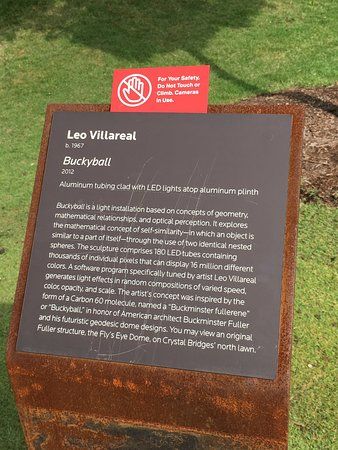 For Your Safety,
Do Not Touch or
Climb. Cameras
in Use.
Leo Villareal
b. 1967
Buckyball
2012
Aluminum tubing clad with LED lights atop aluminum plinth
Buckyball is a light installation based on concepts of geometry,
mathematical relationships, and optical perception. It explores
the mathematical concept of self-similarity—in which an object is
similar to a part of itself—through the use of two identical nested
spheres. The sculpture comprises 180 LED tubes containing
thousands of individual pixels that can display 16 million different
colors. A software program specifically tuned by artist Leo Villareal
generates light effects in random compositions of varied speed,
color, opacity, and scale. The artist's concept was inspired by the
form of a Carbon 60 molecule, named a "Buckminster fullerene"
or "Buckyball," in honor of American architect Buckminster Fuller
and his futuristic geodesic dome designs. You may view an original
Fuller structure, the Fly's Eye Dome, on Crystal Bridges' north lawn.